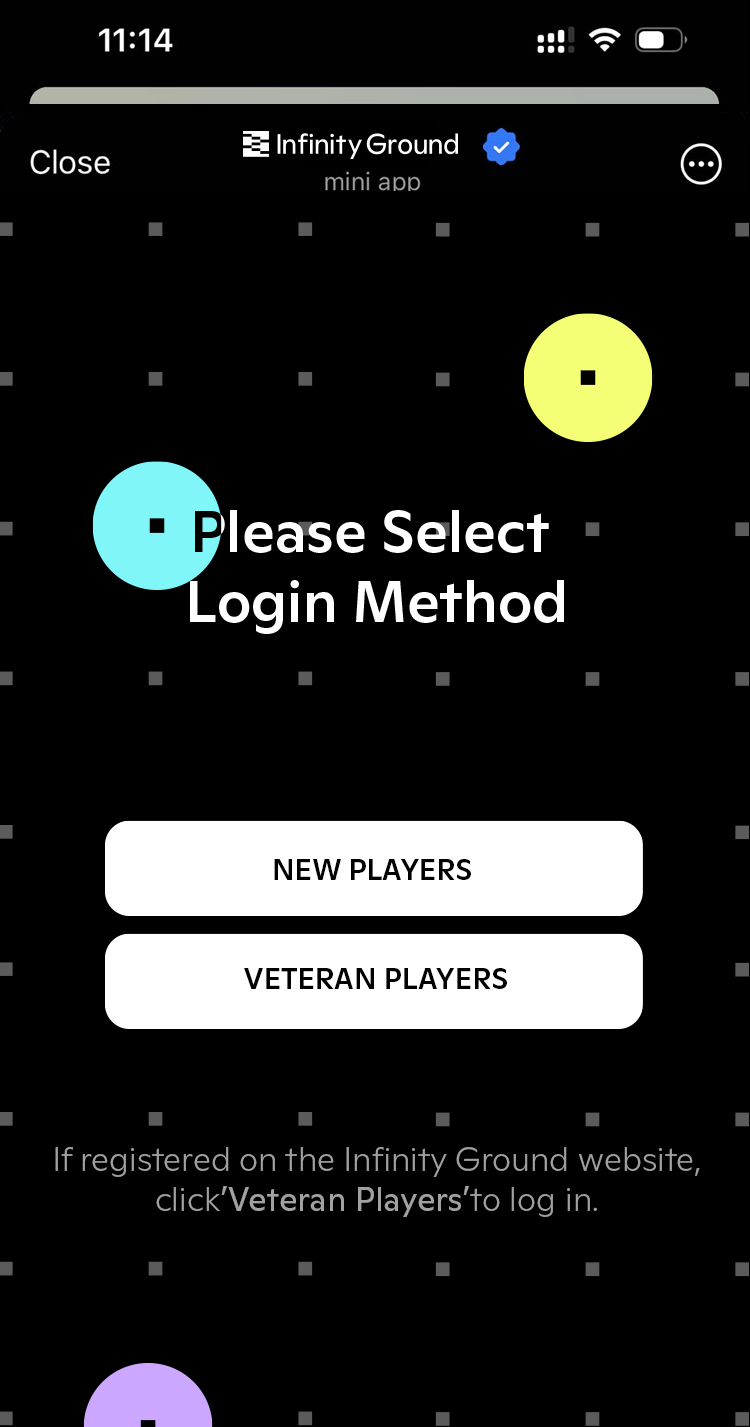 11:14
Close
Infinity Ground
mini app
Please Select
Login Method
NEW PLAYERS
VETERAN PLAYERS
If registered on the Infinity Ground website,
click'Veteran Players'to log in.